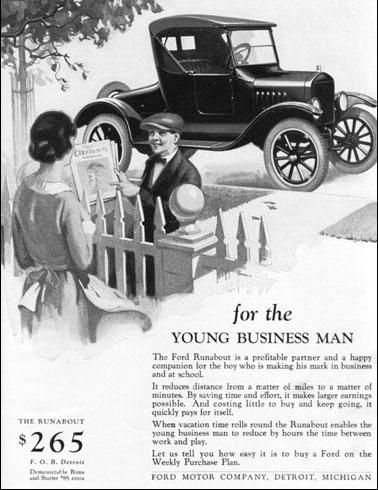 for the
YOUNG BUSINESS MAN
The Ford Runabout is a profitable partner and a happy
companion for the boy who is making his mark in business
and at school.
It reduces distance from a matter of miles to a matter of
minutes. By saving time and effort, it makes larger earnings
possible. And costing little to buy and keep going, it
quickly pays for itself.
When vacation time rolls round the Runabout enables the
young business man to reduce by hours the time between
work and play.
Let us tell you how easy it is to buy a Ford on the
Weekly Purchase Plan.
THE RUNABOUT
$265
F. O. B. Detroit
Demountable Rims
and Starter $85 extra
FORD MOTOR COMPANY, DETROIT, MICHIGAN